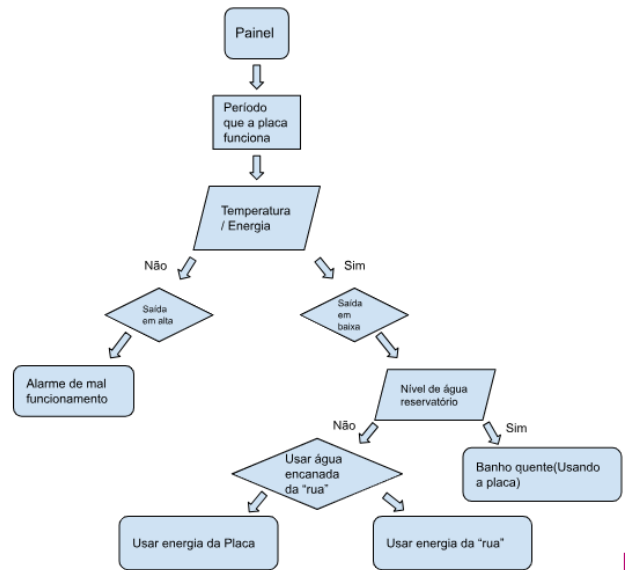 Painel
Período
que a placa
funciona
Temperatura
/ Energia
Não
Sim
Saída
em alta
Saída
em
baixa
Alarme de mal
funcionamento
Nível de água
reservatório
Não
Sim
Usar água
encanada
da “rua”
Banho quente(Usando
a placa)
Usar energia da Placa
Usar energia da “rua”